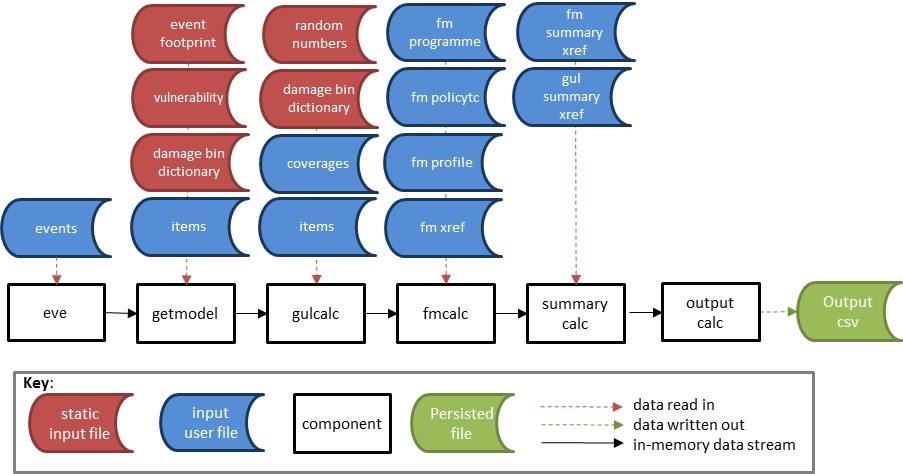 event
footprint
random
numbers
fm
programme
fm
summary
xref
vulnerability
damage bin
dictionary
fm policytc
gul
summary
xref
damage bin
dictionary
coverages
fm profile
events
items
items
fm xref
eve
getmodel
gulcalc
fmcalc
summary
calc
output
calc
Output
csv
Key:
static
input file
input
user file
component
Persisted
file
data read in
data written out
in-memory data stream